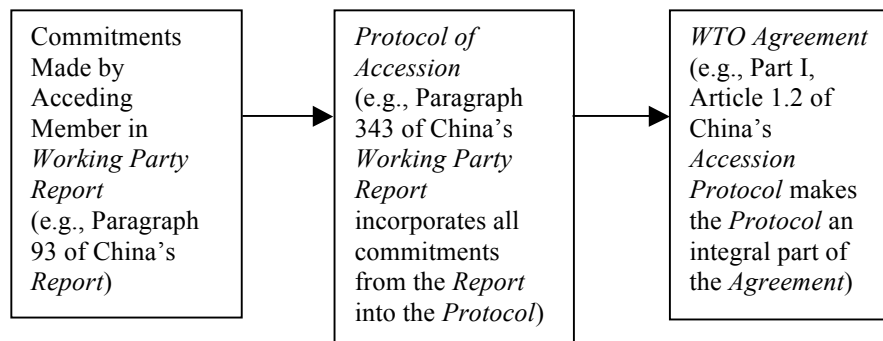 Commitments
Made by
Acceding
Member in
Working Party
Report
(e.g., Paragraph
93 of China’s
Report)
Protocol of
Accession
(e.g., Paragraph
343 of China’s
Working Party
Report
incorporates all
commitments
from the Report
into the Protocol)
WTO Agreement
(e.g., Part I,
Article 1.2 of
China’s
Accession
Protocol makes
the Protocol an
integral part of
the Agreement)